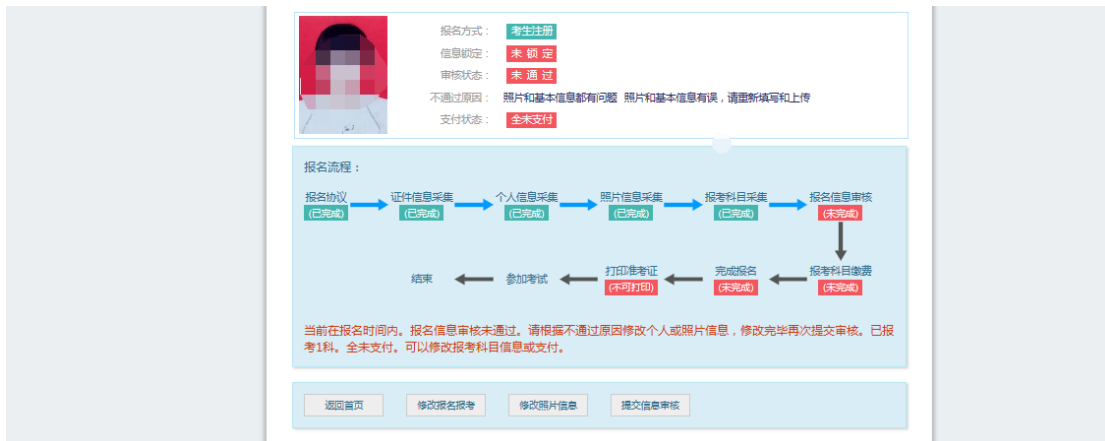 报名方式： 考生注册
信息锁定： 未 锁 定
审核状态： 未 通 过
不通过原因： 照片和基本信息都有问题 照片和基本信息有误，请重新填写和上传
支付状态： 全未支付
报名流程：
报名协议 证件信息采集 个人信息采集 照片信息采集 报考科目采集 报名信息审核
(已完成) (已完成) (已完成) (已完成) (已完成) (未完成)
结束 参加考试 打印准考证 完成报名 报考科目缴费
(不可打印) (未完成) (未完成)
当前在报名时间内。报名信息审核未通过。请根据不通过原因修改个人或照片信息，修改完毕再次提交审核。已报
考1科。全未支付。可以修改报考科目信息或支付。
返回首页 修改报名报考 修改照片信息 提交信息审核